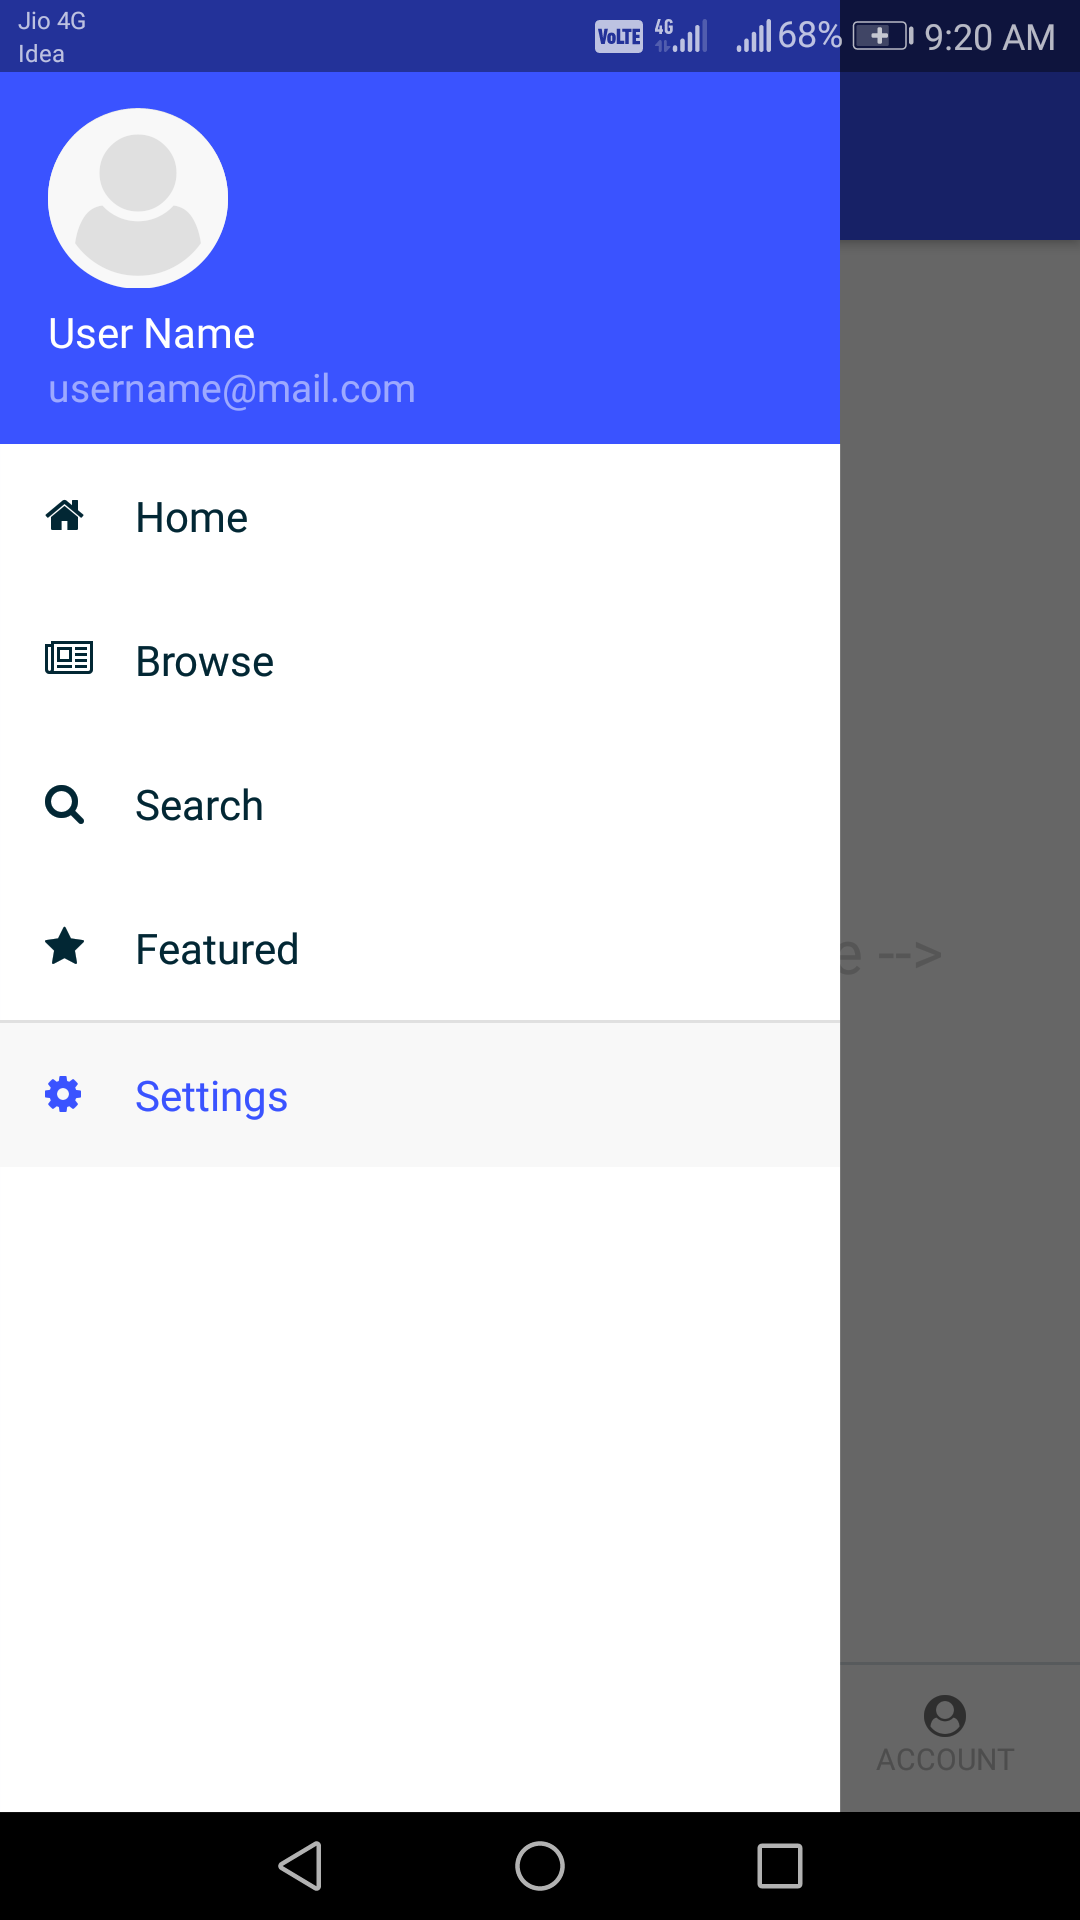 Jio 4G
Idea
VoLTE 4G 68% 9:20 AM
User Name
username@mail.com
Home
Browse
Search
Featured
e -->
Settings
ACCOUNT